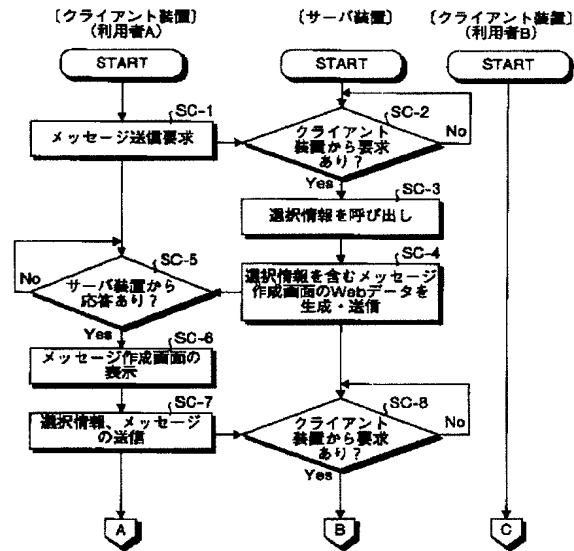 〔クライアント装置〕
(利用者A)
〔サーバ装置〕
〔クライアント装置〕
(利用者B)
START
START
START
SC-1
メッセージ送信要求
SC-2
クライアント
装置から要求
あり？
No
Yes
SC-3
選択情報を呼び出し
SC-4
選択情報を含むメッセージ
作成画面のWebデータを
生成・送信
SC-5
サーバ装置から
応答あり？
No
Yes
SC-6
メッセージ作成画面の
表示
SC-7
選択情報、メッセージ
の送信
SC-8
クライアント
装置から要求
あり？
No
Yes
A
B
C